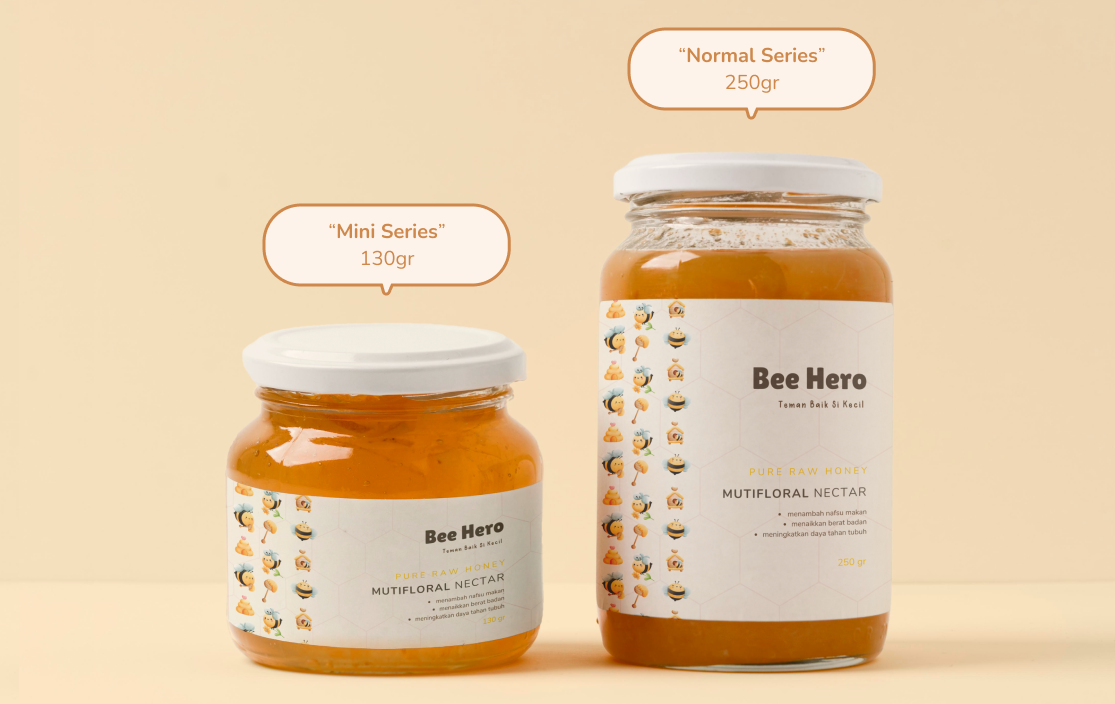 “Normal Series”
250gr
“Mini Series”
130gr
Bee Hero
Teman Baik Si Kecil
PURE RAW HONEY
MUTIFLORAL NECTAR
• menambah nafsu makan
• menaikkan berat badan
• meningkatkan daya tahan tubuh
130 gr
Bee Hero
Teman Baik Si Kecil
PURE RAW HONEY
MUTIFLORAL NECTAR
• menambah nafsu makan
• menaikkan berat badan
• meningkatkan daya tahan tubuh
250 gr